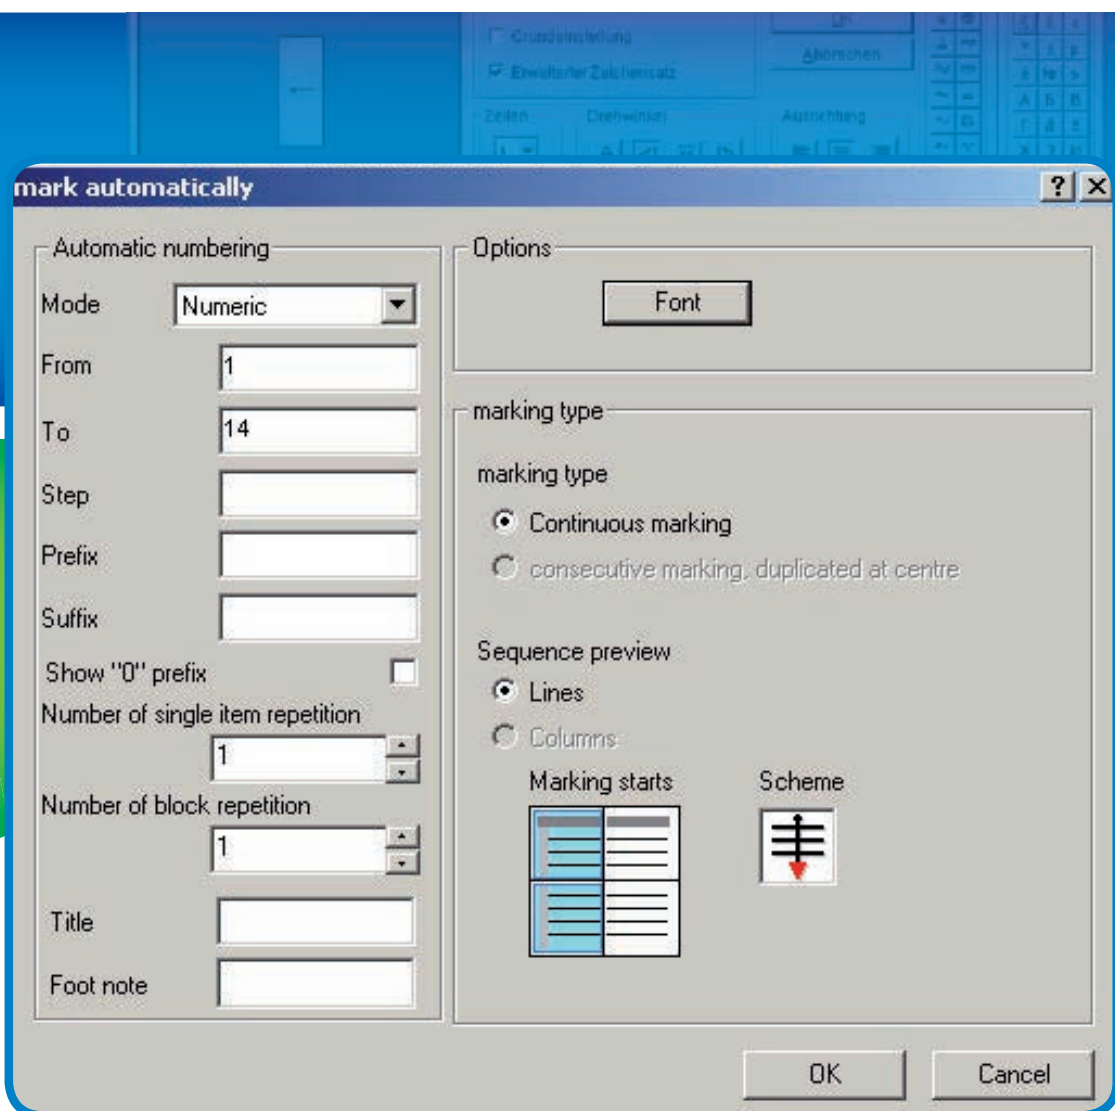 Grundeinstellung
Abbrechen
Erweiterter Zeichensatz
Zeilen
Drehwinkel
Ausrichtung
mark automatically
? X
Automatic numbering
Mode
Numeric
From
1
To
14
Step
Prefix
Suffix
Show "0" prefix
Number of single item repetition
1
Number of block repetition
1
Title
Foot note
Options
Font
marking type
marking type
Continuous marking
consecutive marking, duplicated at centre
Sequence preview
Lines
Columns
Marking starts
Scheme
OK
Cancel